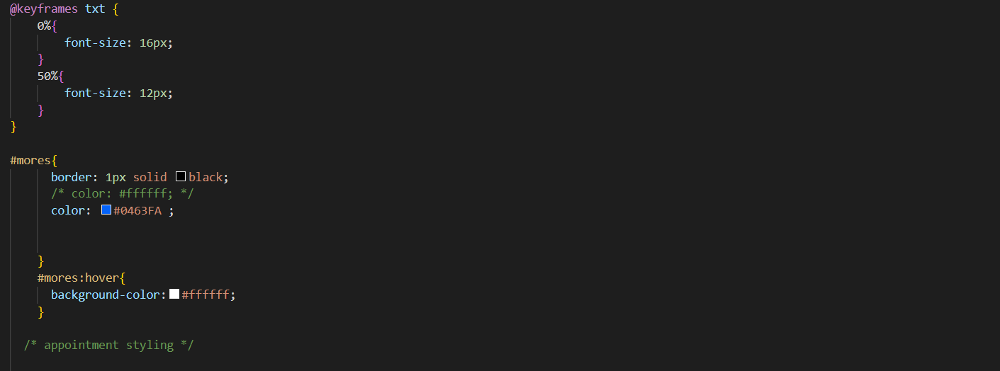 @keyframes txt {
0%{
font-size: 16px;
}
50%{
font-size: 12px;
}
}
#mores{
border: 1px solid black;
/* color: #ffffff; */
color: #0463FA ;
}
#mores:hover{
background-color:#ffffff;
}
/* appointment styling */